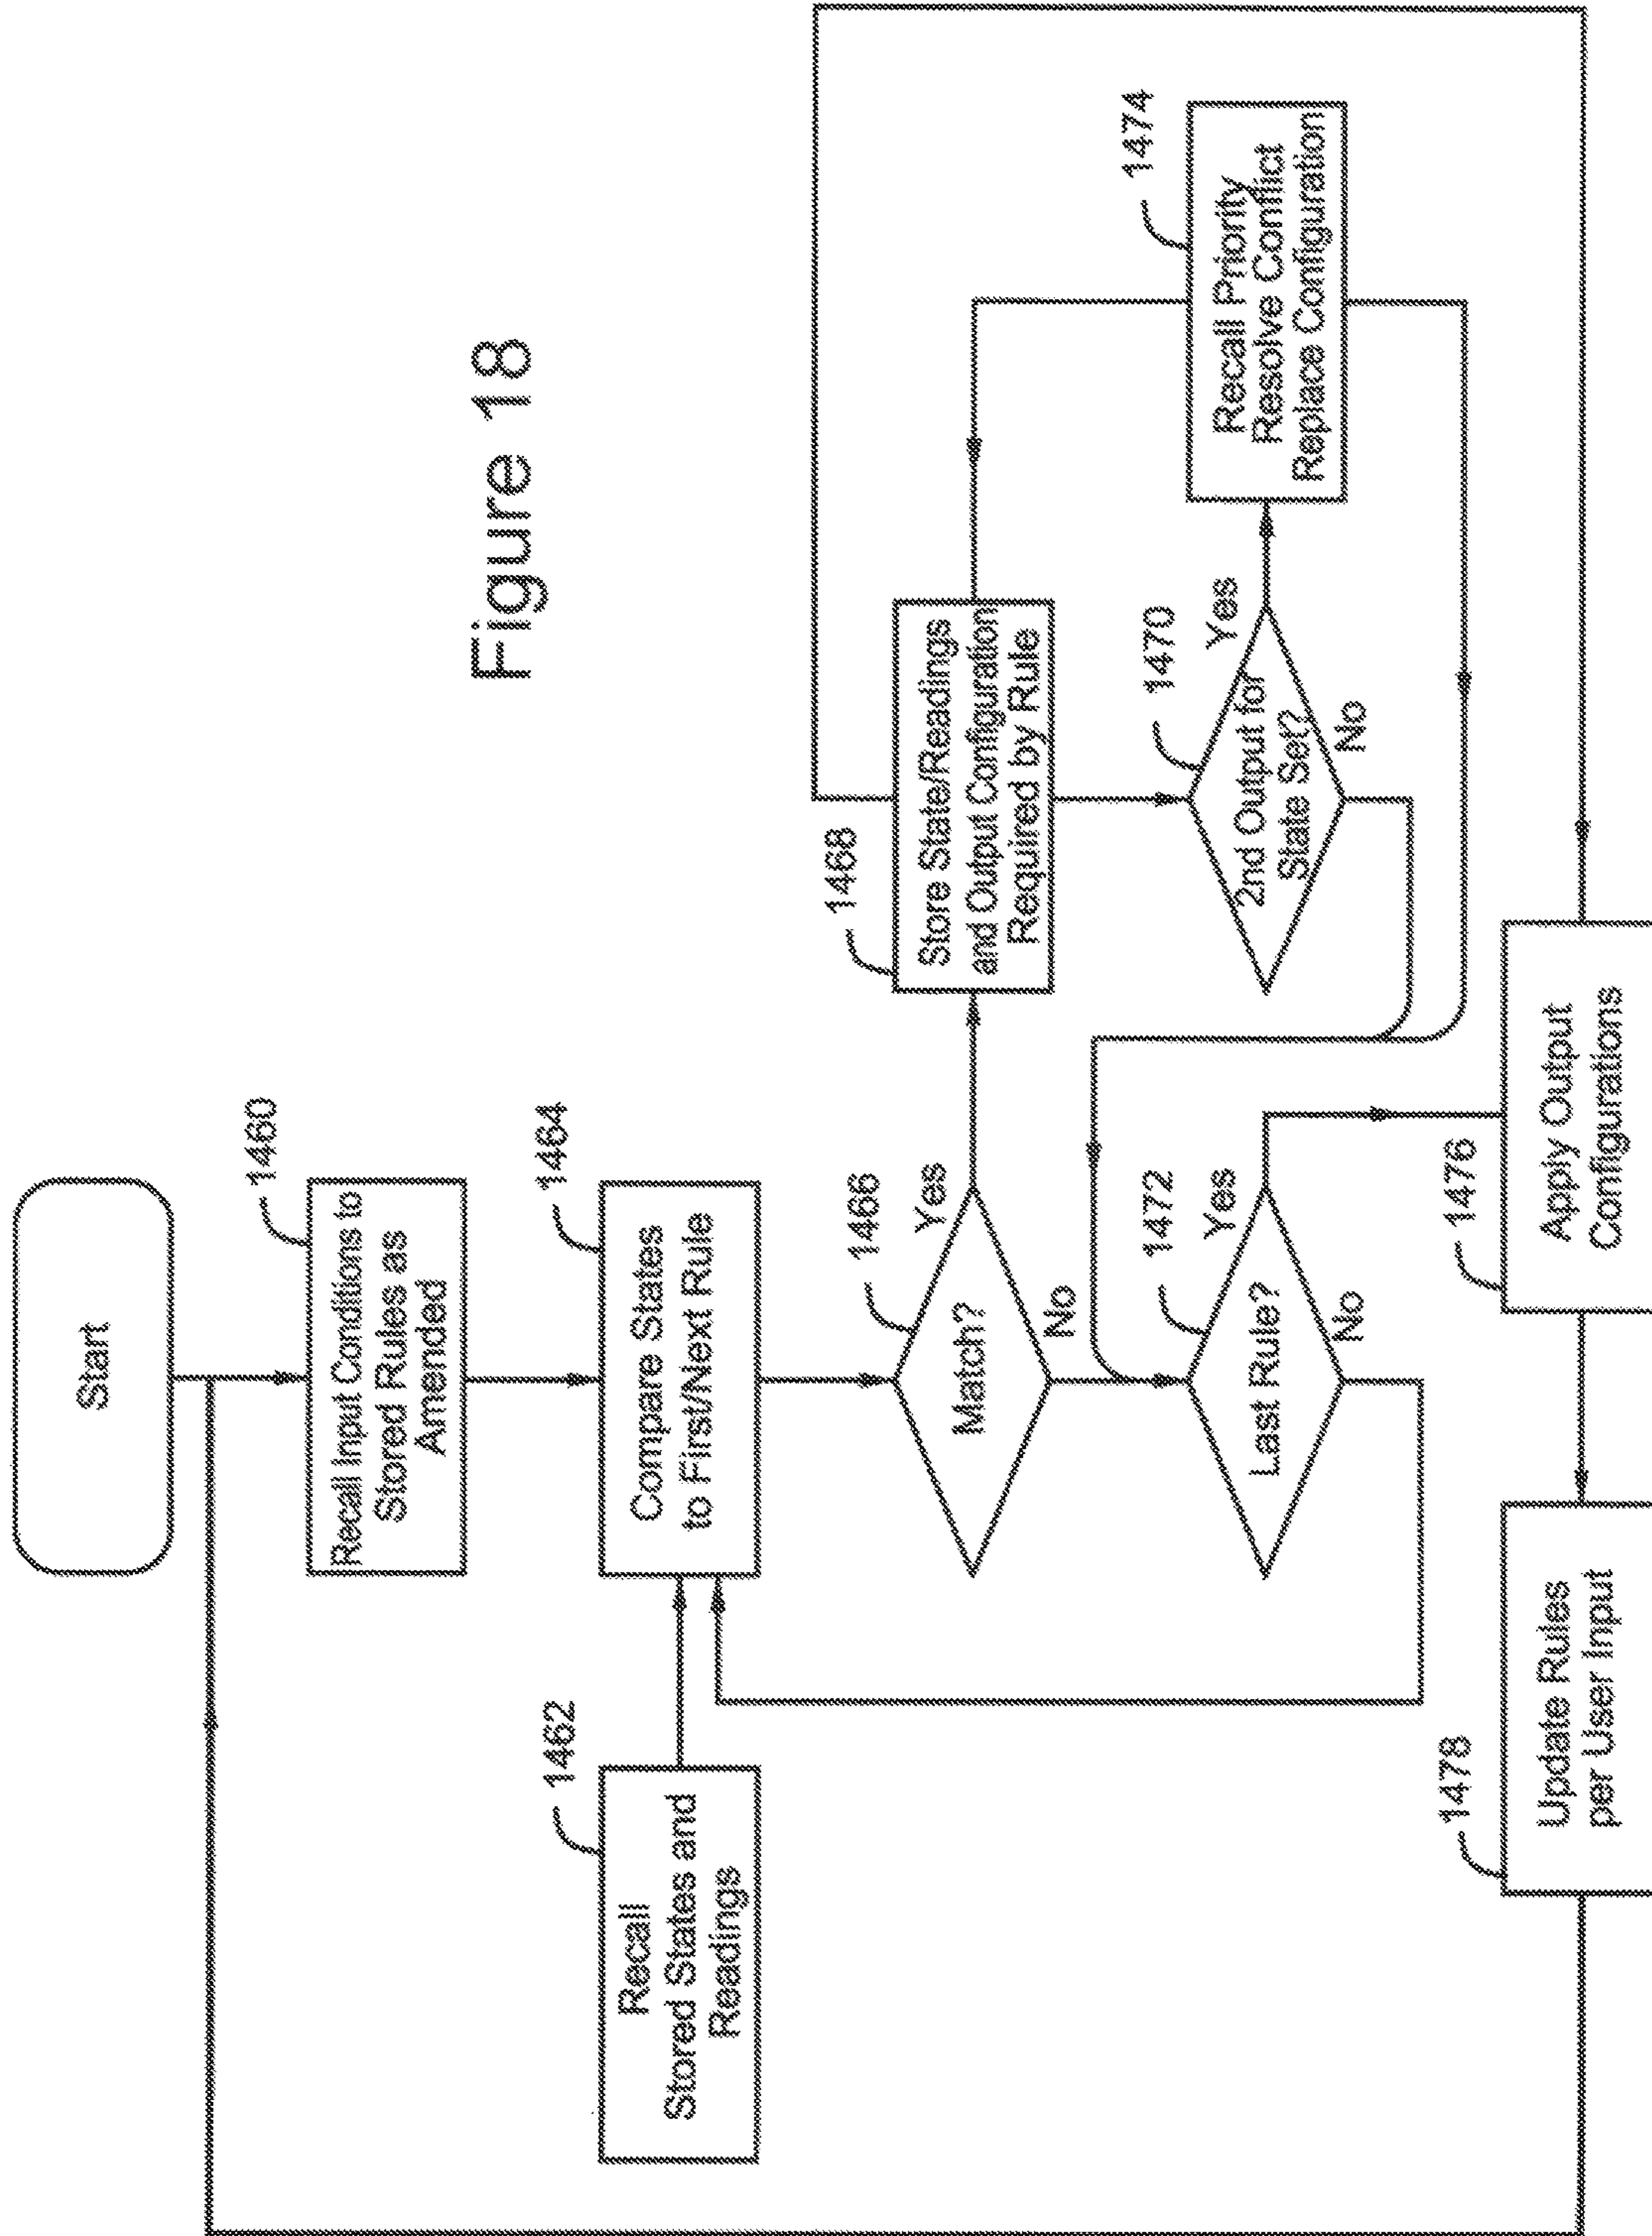 Figure 18
Start
1460
Recall Input Conditions to
Stored Rules as
Amended
1462
Recall
Stored States and
Readings
1464
Compare States
to First/Next Rule
1466
Match?
Yes
No
1468
Store State/Readings
and Output Configuration
Required by Rule
1470
2nd Output for
State Set?
Yes
No
1474
Recall Priority
Resolve Conflict
Replace Configuration
1472
Last Rule?
Yes
No
1476
Apply Output
Configurations
1478
Update Rules
per User Input